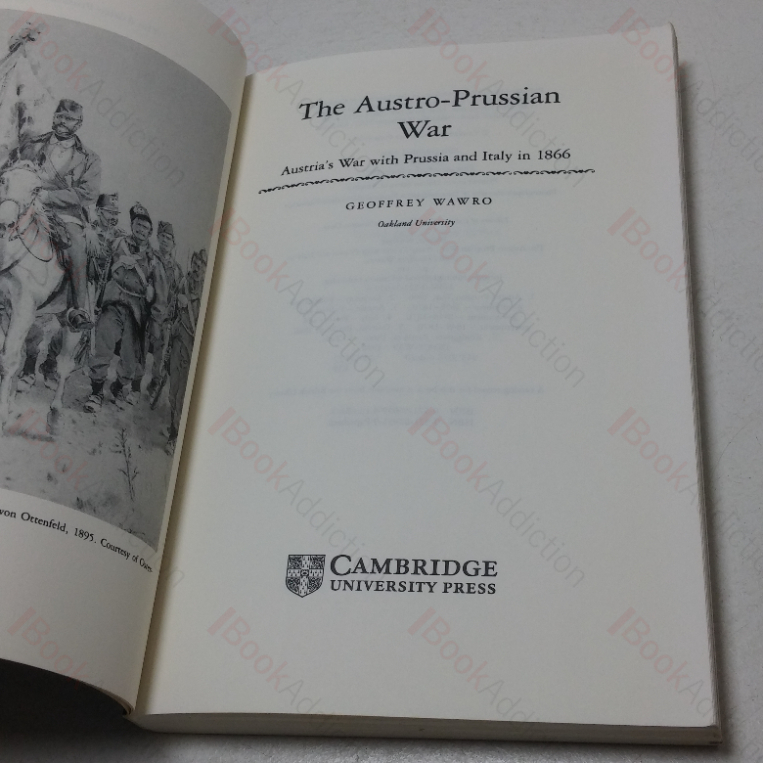 von Ottenfeld, 1895. Courtesy of
The Austro-Prussian
War
Austria's War with Prussia and Italy in 1866
GEOFFREY WAWRO
Oakland University
CAMBRIDGE
UNIVERSITY PRESS
BookAddiction